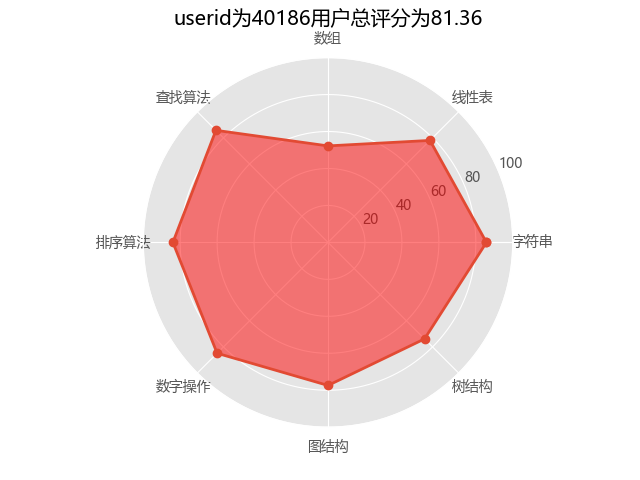 userid为40186用户总评分为81.36
数组
查找算法
线性表
100
80
60
40
20
排序算法
字符串
数字操作
树结构
图结构